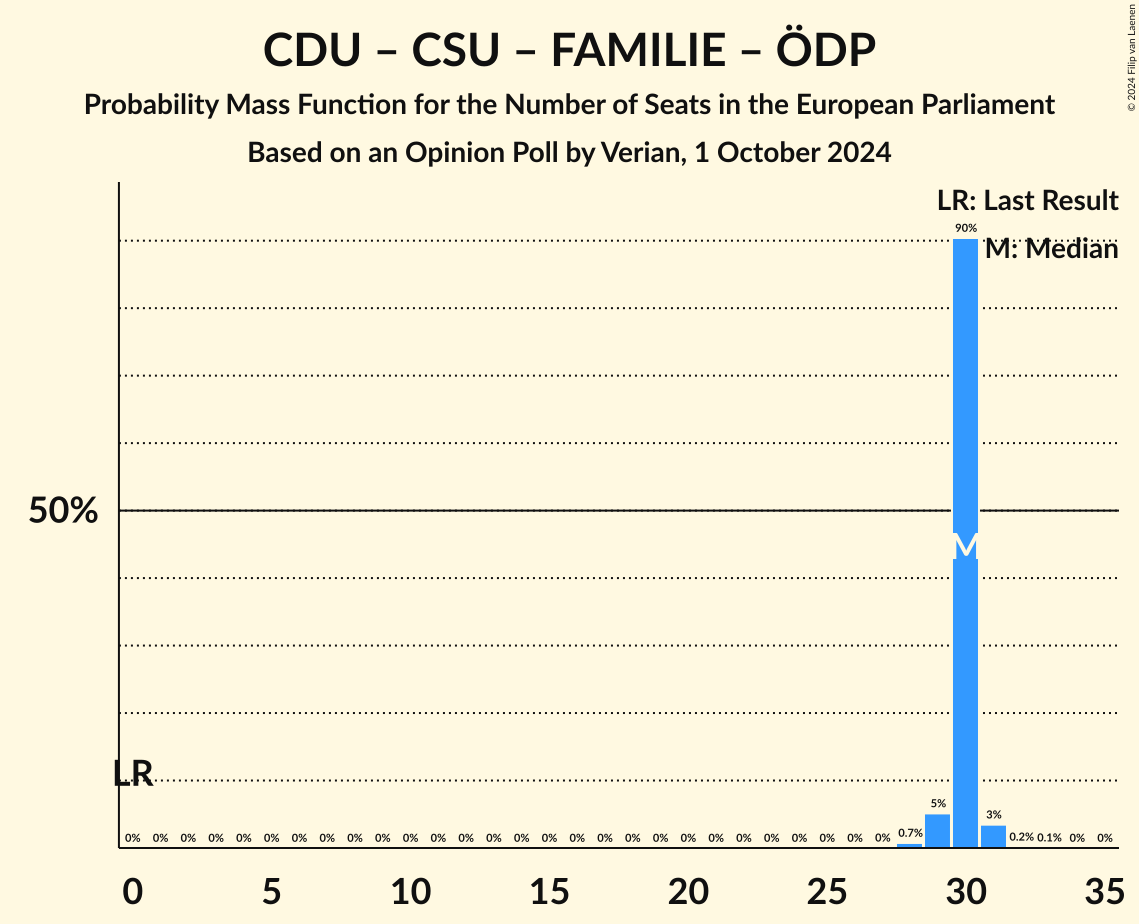 CDU – CSU – FAMILIE – ÖDP
Probability Mass Function for the Number of Seats in the European Parliament
Based on an Opinion Poll by Verian, 1 October 2024
© 2024 Filip van Laenen
LR: Last Result
M: Median
90%
50%
M
LR
0% 0% 0% 0% 0% 0% 0% 0% 0% 0% 0% 0% 0% 0% 0% 0% 0% 0% 0% 0% 0% 0% 0% 0% 0% 0% 0% 0% 0.7% 5% 3% 0.2% 0.1% 0% 0%
0 5 10 15 20 25 30 35